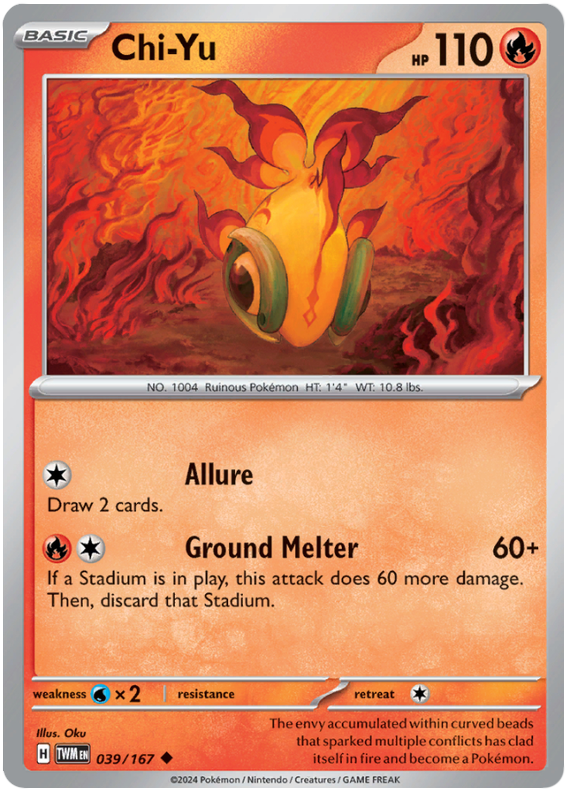 BASIC
Chi-Yu
HP 110
NO. 1004 Ruinous Pokémon HT: 1'4" WT: 10.8 lbs.
Allure
Draw 2 cards.
Ground Melter 60+
If a Stadium is in play, this attack does 60 more damage.
Then, discard that Stadium.
weakness ×2 resistance retreat
Illus. Oku
The envy accumulated within curved beads
that sparked multiple conflicts has clad
itself in fire and become a Pokémon.
H TWM EN 039/167
©2024 Pokémon / Nintendo / Creatures / GAME FREAK